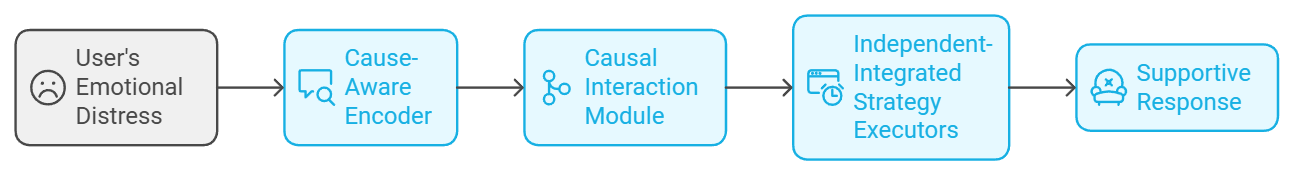 User's
Emotional
Distress
Cause-
Aware
Encoder
Causal
Interaction
Module
Independent-
Integrated
Strategy
Executors
Supportive
Response